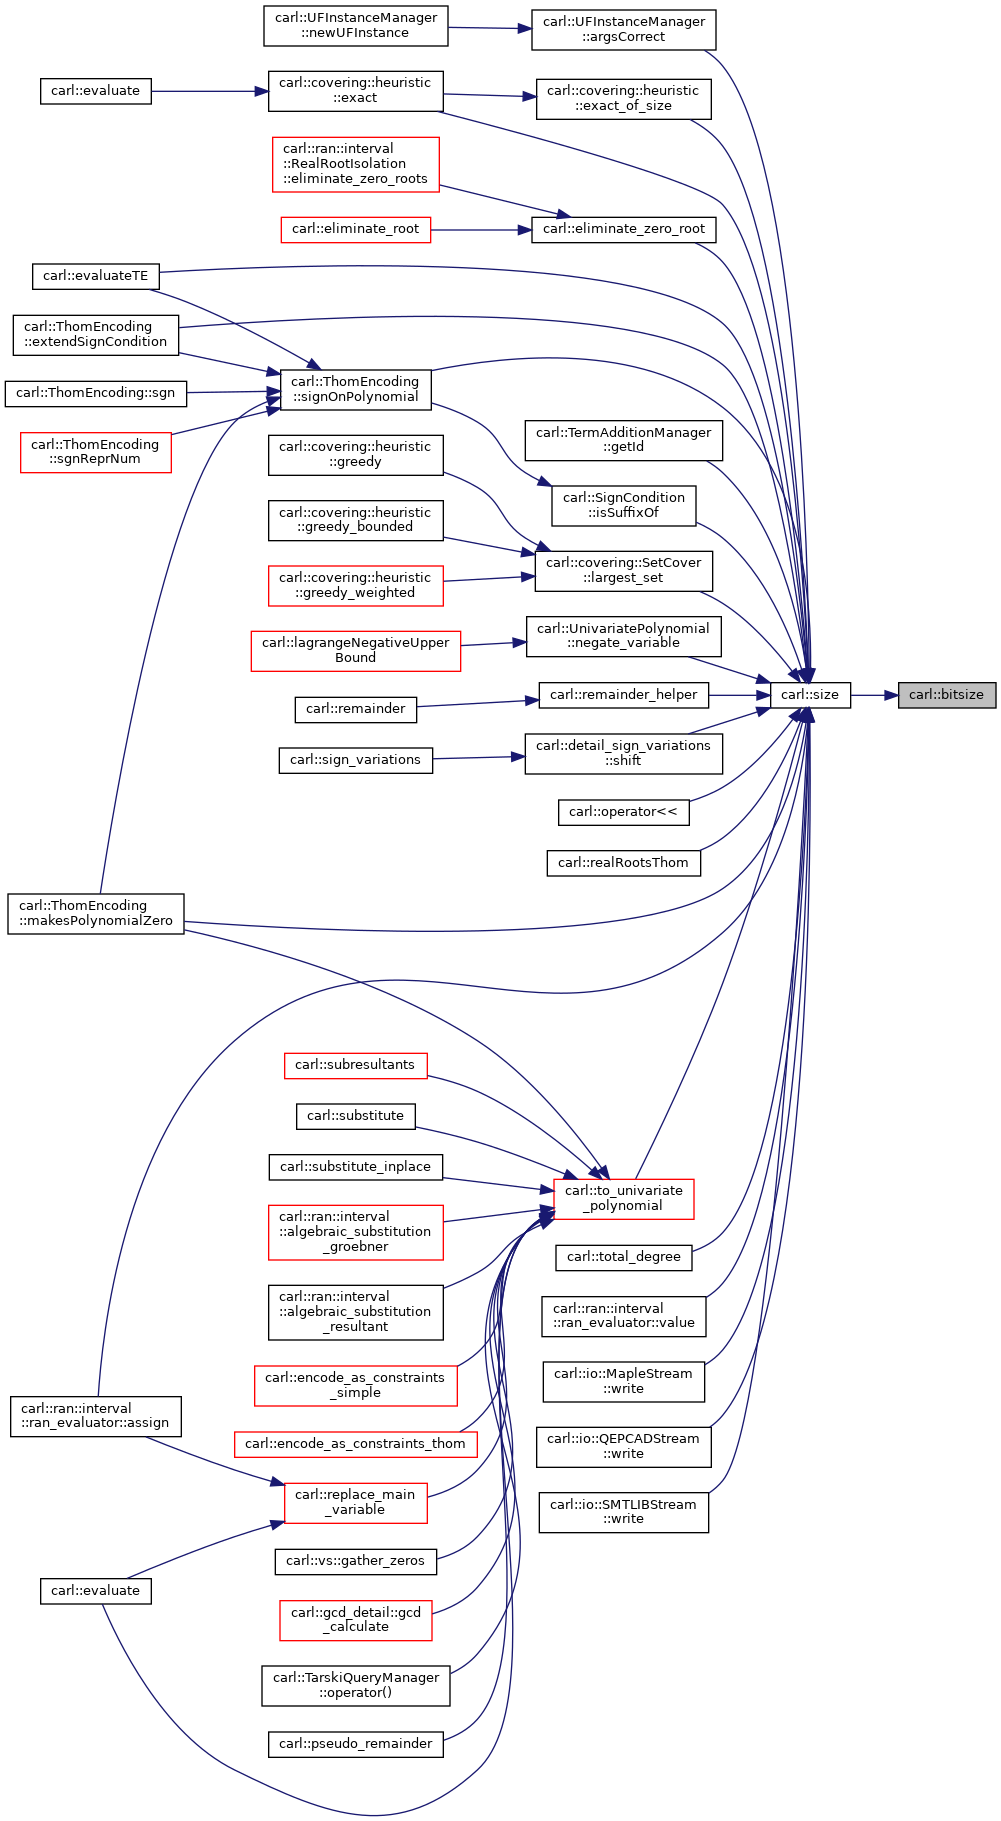 carl::UFInstanceManager
::newUFInstance
carl::UFInstanceManager
::argsCorrect
carl::evaluate
carl::covering::heuristic
::exact
carl::covering::heuristic
::exact_of_size
carl::ran::interval
::RealRootIsolation
::eliminate_zero_roots
carl::eliminate_root
carl::eliminate_zero_root
carl::evaluateTE
carl::ThomEncoding
::extendSignCondition
carl::ThomEncoding::sgn
carl::ThomEncoding
::sgnReprNum
carl::ThomEncoding
::signOnPolynomial
carl::covering::heuristic
::greedy
carl::TermAdditionManager
::getId
carl::SignCondition
::isSuffixOf
carl::covering::heuristic
::greedy_bounded
carl::covering::heuristic
::greedy_weighted
carl::covering::SetCover
::largest_set
carl::lagrangeNegativeUpper
Bound
carl::UnivariatePolynomial
::negate_variable
carl::remainder
carl::remainder_helper
carl::size
carl::bitsize
carl::sign_variations
carl::detail_sign_variations
::shift
carl::operator<<
carl::realRootsThom
carl::ThomEncoding
::makesPolynomialZero
carl::subresultants
carl::substitute
carl::substitute_inplace
carl::to_univariate
_polynomial
carl::ran::interval
::algebraic_substitution
_groebner
carl::total_degree
carl::ran::interval
::algebraic_substitution
_resultant
carl::ran::interval
::ran_evaluator::value
carl::encode_as_constraints
_simple
carl::io::MapleStream
::write
carl::ran::interval
::ran_evaluator::assign
carl::encode_as_constraints_thom
carl::io::QEPCADStream
::write
carl::replace_main
_variable
carl::io::SMTLIBStream
::write
carl::vs::gather_zeros
carl::evaluate
carl::gcd_detail::gcd
_calculate
carl::TarskiQueryManager
::operator()
carl::pseudo_remainder